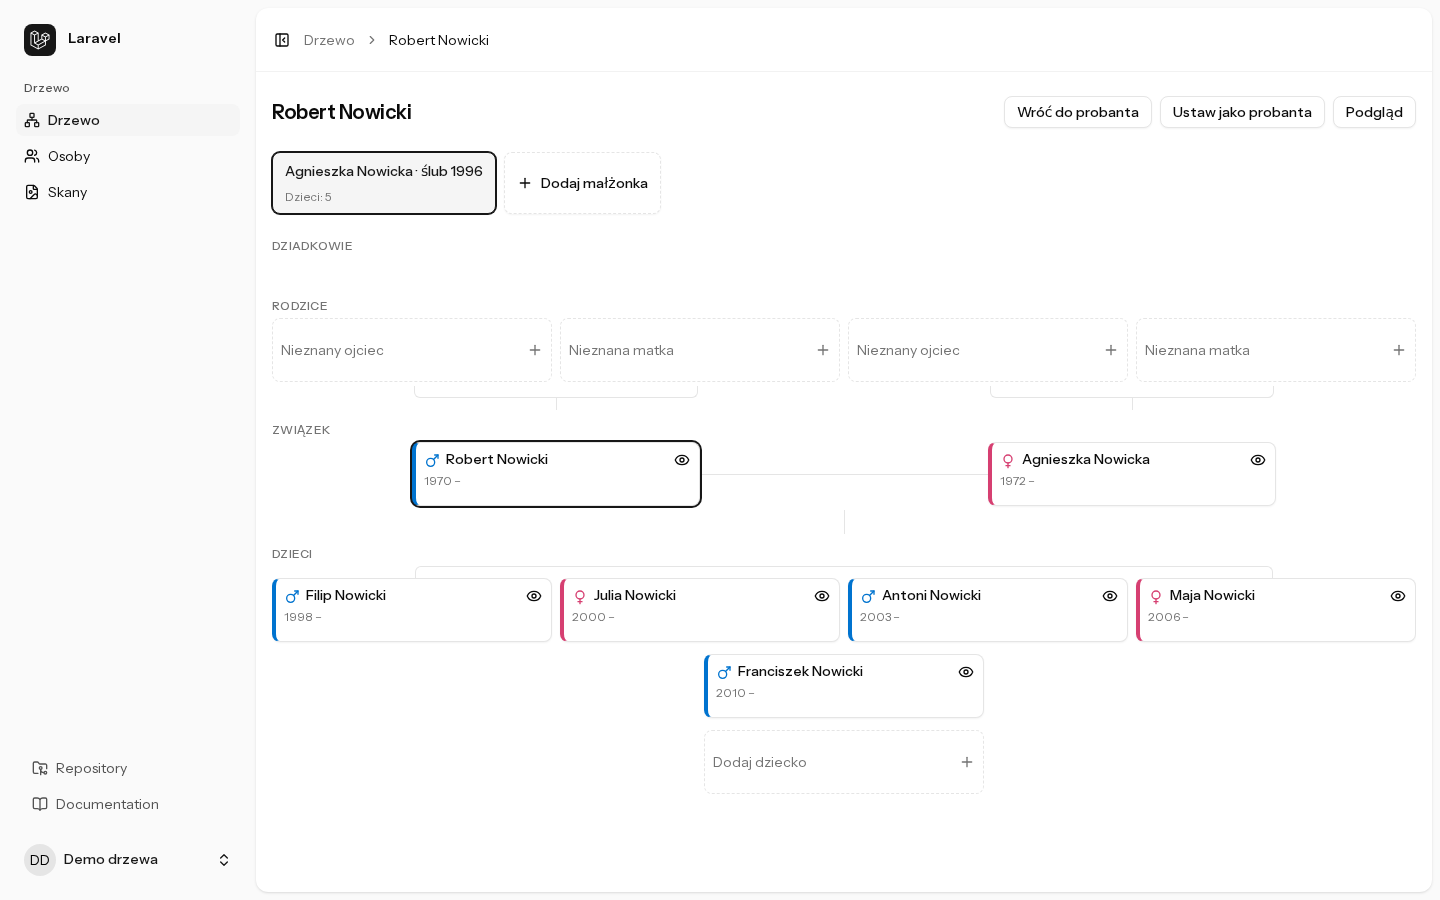 Laravel
Drzewo
Drzewo
Osoby
Skany
Repository
Documentation
DD Demo drzewa
Drzewo Robert Nowicki
Robert Nowicki
Wróć do probanta Ustaw jako probanta Podgląd
Agnieszka Nowicka · ślub 1996
Dzieci: 5
Dodaj małżonka
DZIADKOWIE
RODZICE
Nieznany ojciec Nieznana matka Nieznany ojciec Nieznana matka
ZWIĄZEK
Robert Nowicki Agnieszka Nowicka
1970 – 1972 –
DZIECI
Filip Nowicki Julia Nowicki Antoni Nowicki Maja Nowicki
1998 – 2000 – 2003 – 2006 –
Franciszek Nowicki
2010 –
Dodaj dziecko